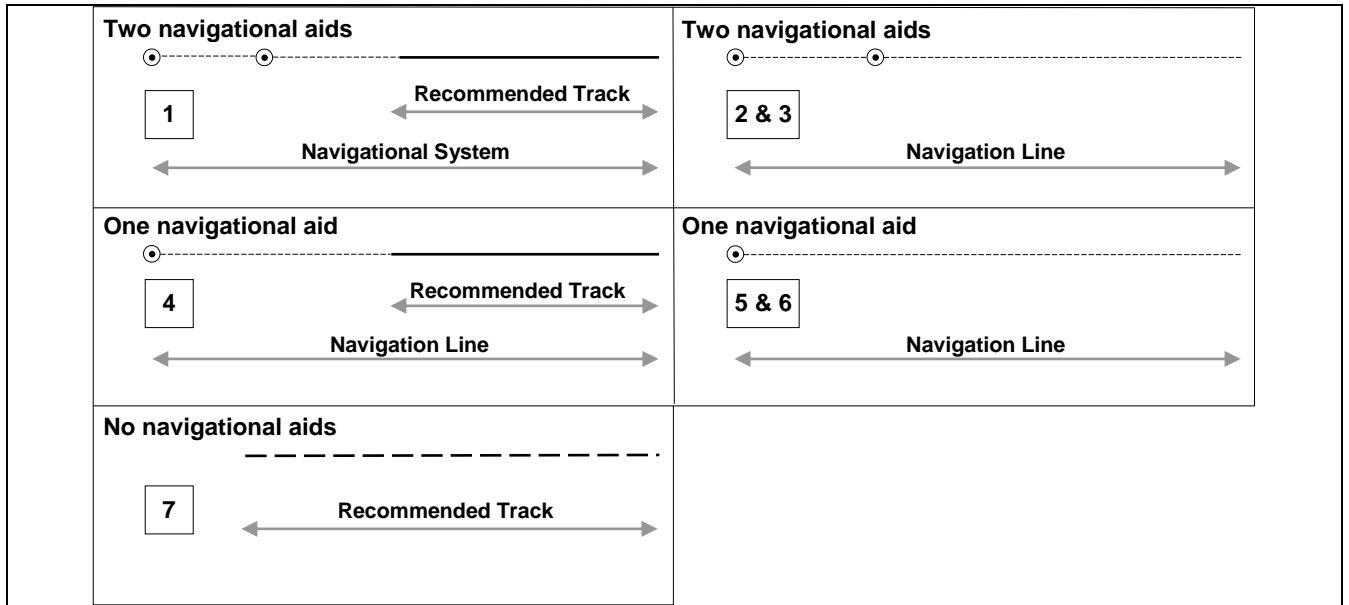 Two navigational aids
Recommended Track
1
Navigational System
Two navigational aids
2 & 3
Navigation Line
One navigational aid
Recommended Track
4
Navigation Line
One navigational aid
5 & 6
Navigation Line
No navigational aids
7
Recommended Track